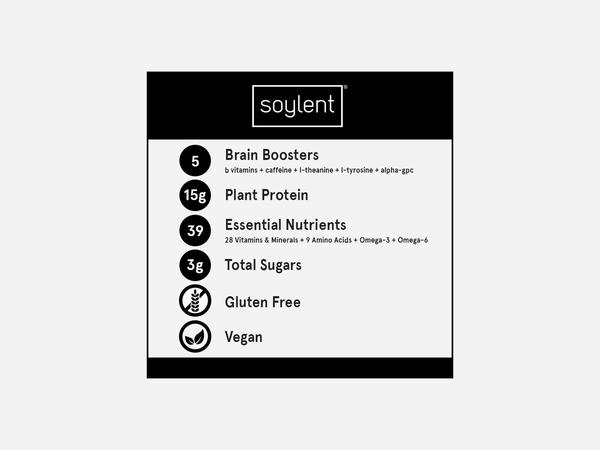 soylent®
5 Brain Boosters
b vitamins + caffeine + l-theanine + l-tyrosine + alpha-gpc
15g Plant Protein
39 Essential Nutrients
28 Vitamins & Minerals + 9 Amino Acids + Omega-3 + Omega-6
3g Total Sugars
Gluten Free
Vegan